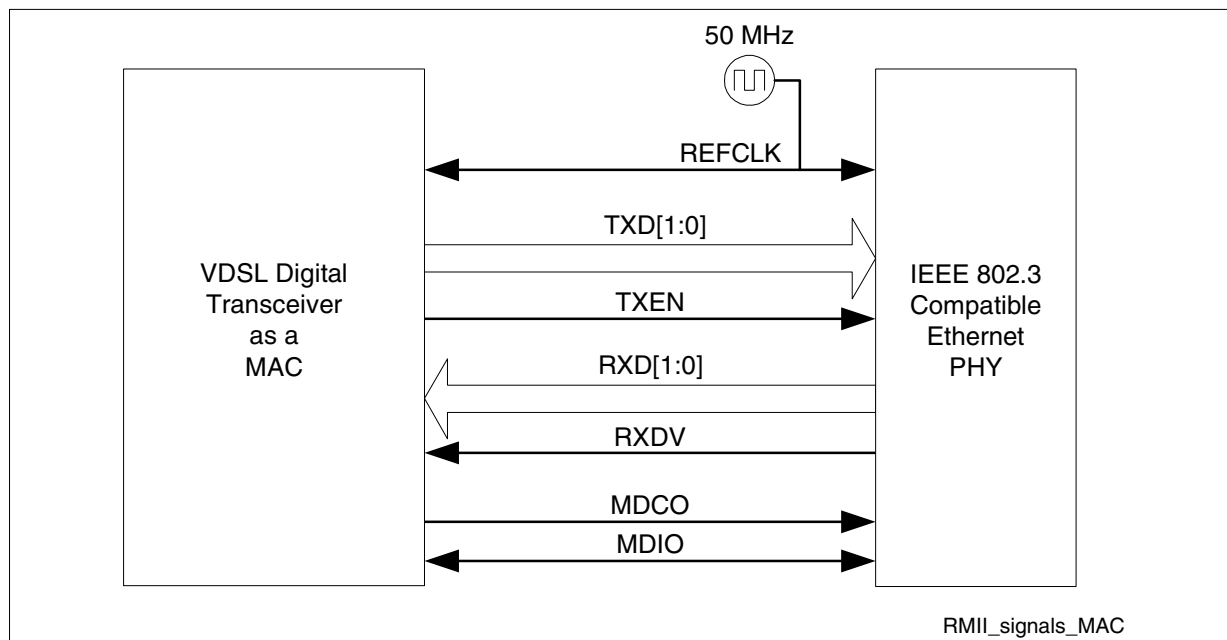 50 MHz
REFCLK
TXD[1:0]
VDSL Digital
Transceiver
as a
MAC
IEEE 802.3
Compatible
Ethernet
PHY
TXEN
RXD[1:0]
RXDV
MDCO
MDIO
RMII_signals_MAC